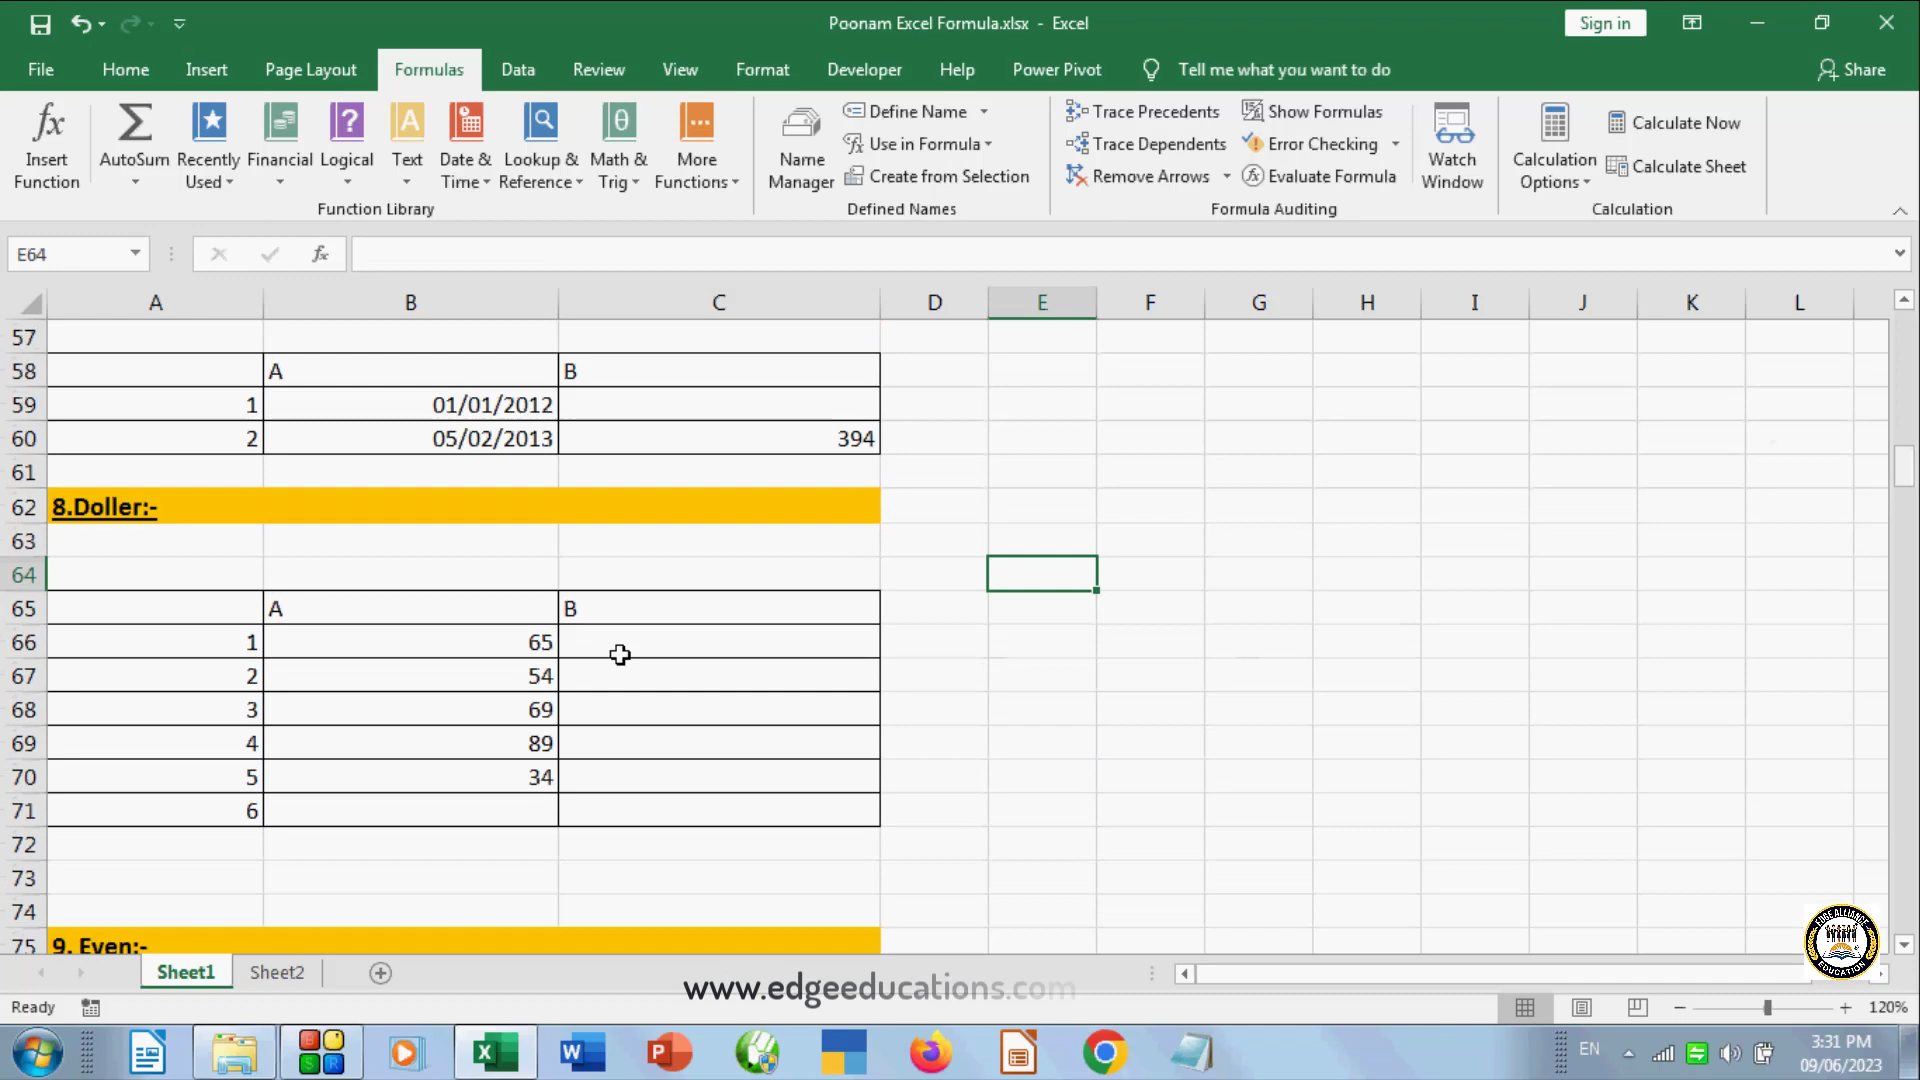 Poonam Excel Formula.xlsx - Excel
Sign in
File Home Insert Page Layout Formulas Data Review View Format Developer Help Power Pivot Tell me what you want to do Share
Insert Function
AutoSum
Recently Used
Financial
Logical
Text
Date & Time
Lookup & Reference
Math & Trig
More Functions
Function Library
Name Manager
Define Name
Use in Formula
Create from Selection
Defined Names
Trace Precedents
Trace Dependents
Remove Arrows
Show Formulas
Error Checking
Evaluate Formula
Formula Auditing
Watch Window
Calculation Options
Calculate Now
Calculate Sheet
Calculation
E64 fx
A B C D E F G H I J K L
57
58 A B
59 1 01/01/2012
60 2 05/02/2013 394
61
62 8.Doller:-
63
64
65 A B
66 1 65
67 2 54
68 3 69
69 4 89
70 5 34
71 6
72
73
74
75 9. Even:-
Sheet1 Sheet2
www.edgeeducations.com
EDGE ALLIANCE EDUCATION
Ready 120%
EN 3:31 PM
09/06/2023